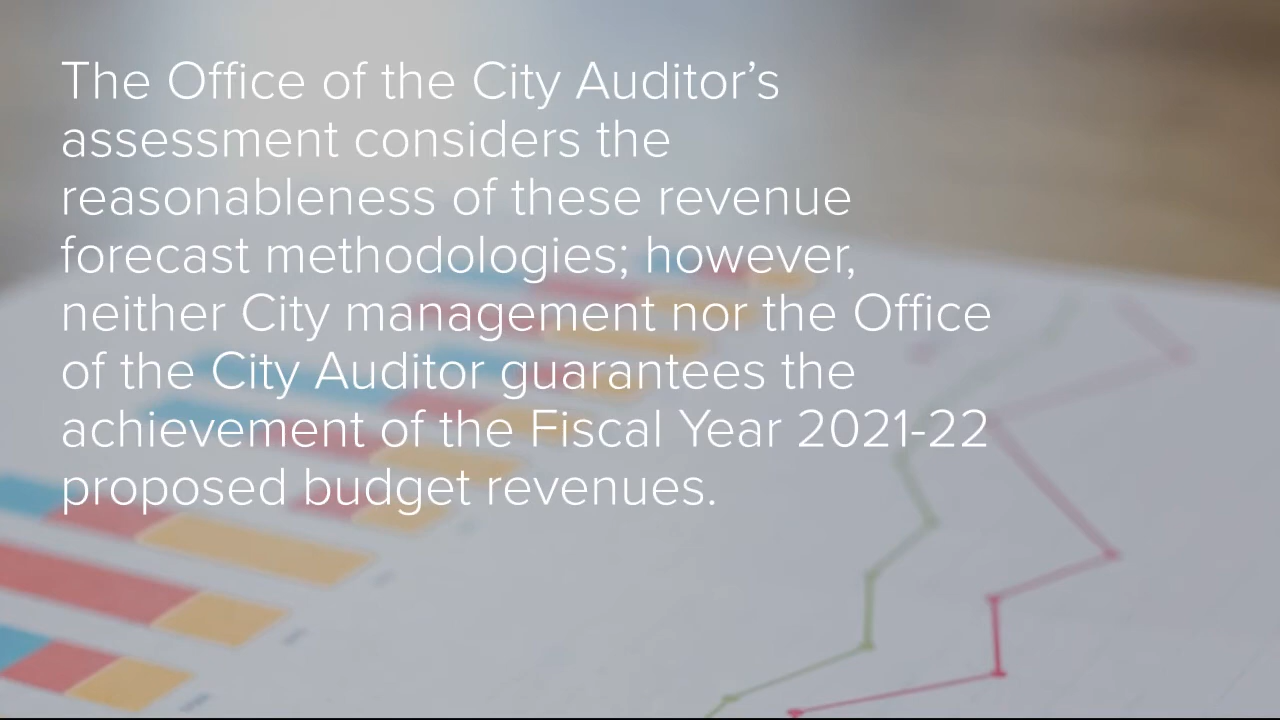 The Office of the City Auditor’s
assessment considers the
reasonableness of these revenue
forecast methodologies; however,
neither City management nor the Office
of the City Auditor guarantees the
achievement of the Fiscal Year 2021-22
proposed budget revenues.